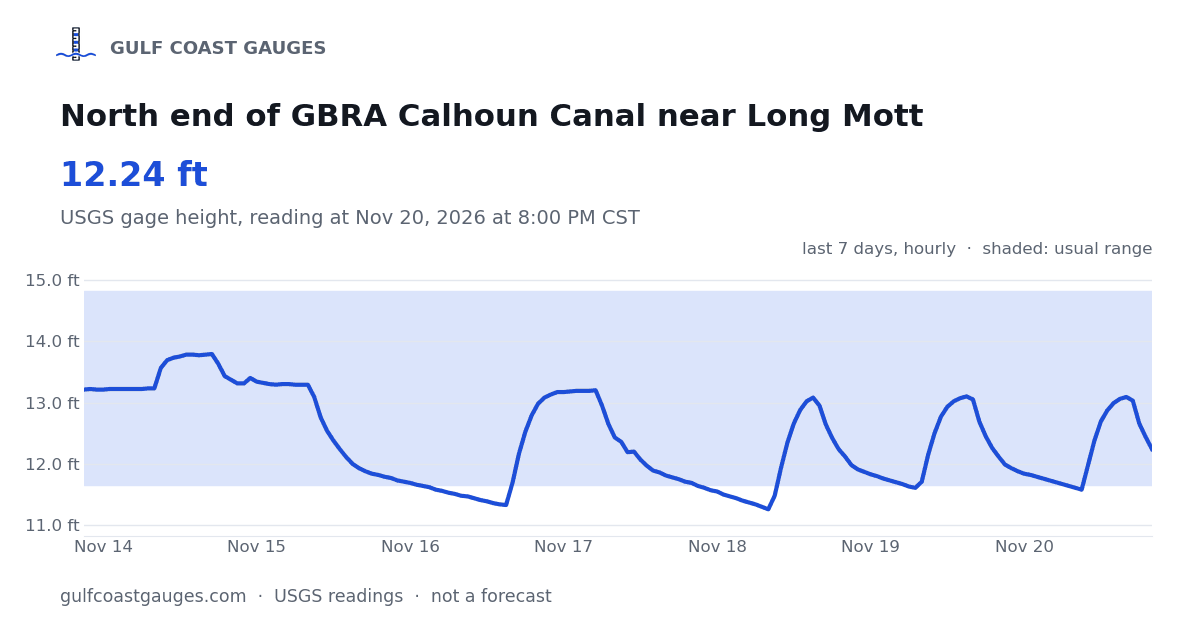 GULF COAST GAUGES
North end of GBRA Calhoun Canal near Long Mott
12.24 ft
USGS gage height, reading at Nov 20, 2026 at 8:00 PM CST
last 7 days, hourly · shaded: usual range
15.0 ft
14.0 ft
13.0 ft
12.0 ft
11.0 ft
Nov 14 Nov 15 Nov 16 Nov 17 Nov 18 Nov 19 Nov 20
gulfcoastgauges.com · USGS readings · not a forecast